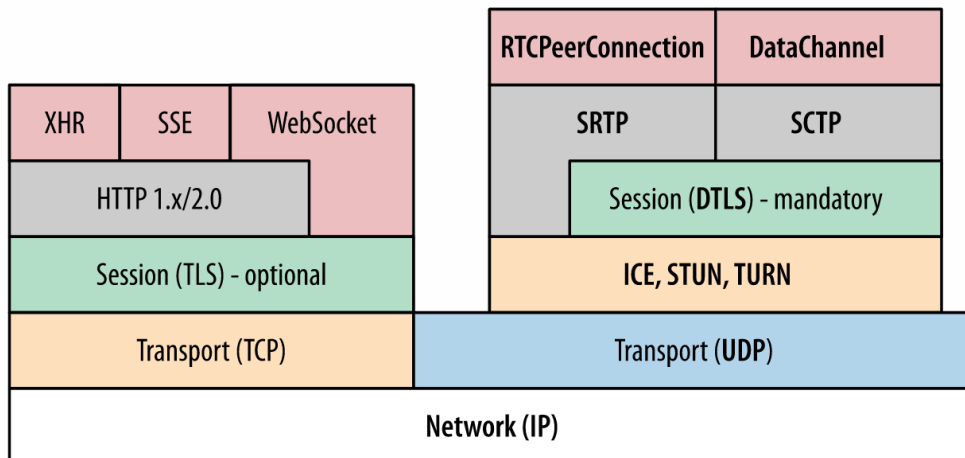 RTCPeerConnection DataChannel
XHR SSE WebSocket SRTP SCTP
HTTP 1.x/2.0 Session (DTLS) - mandatory
Session (TLS) - optional ICE, STUN, TURN
Transport (TCP) Transport (UDP)
Network (IP)